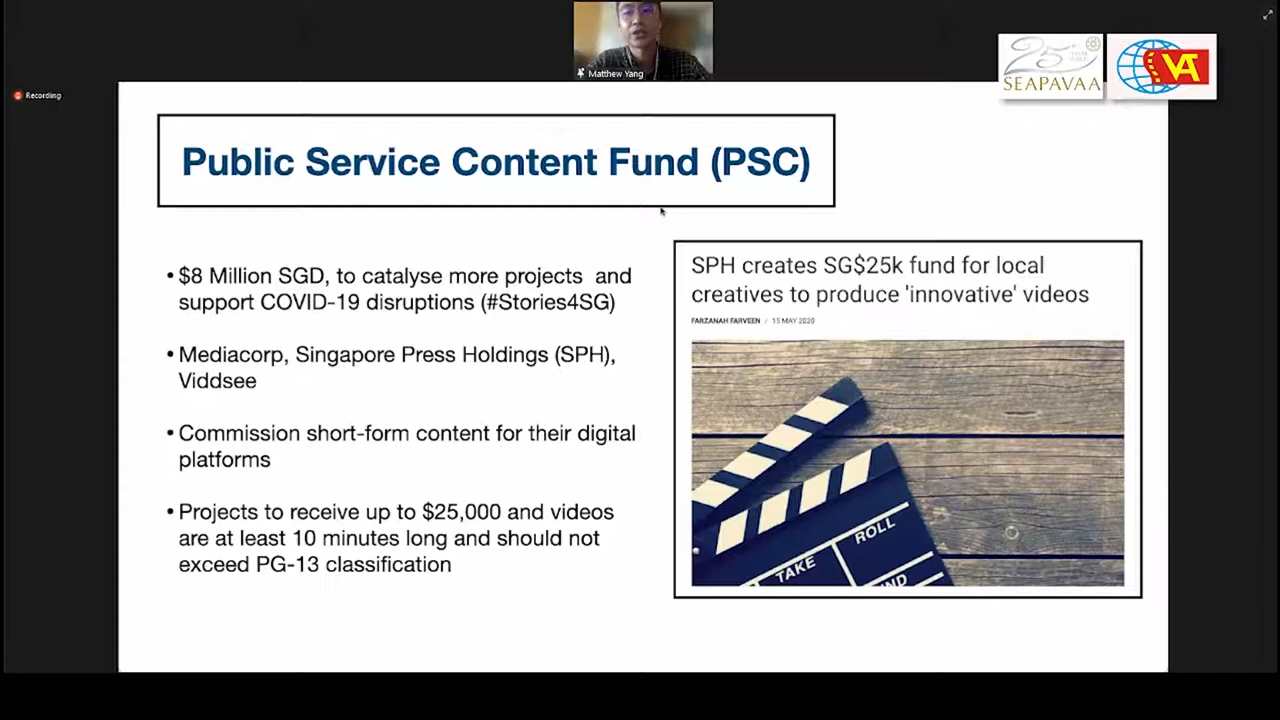 Matthew Yang
25
SEAPAVAA
VAT
Recording
Public Service Content Fund (PSC)
• $8 Million SGD, to catalyse more projects and
support COVID-19 disruptions (#Stories4SG)
• Mediacorp, Singapore Press Holdings (SPH),
Viddsee
• Commission short-form content for their digital
platforms
• Projects to receive up to $25,000 and videos
are at least 10 minutes long and should not
exceed PG-13 classification
SPH creates SG$25k fund for local
creatives to produce 'innovative' videos
FARZANAH FARVEEN / 15 MAY 2020
ROLL
TAKE